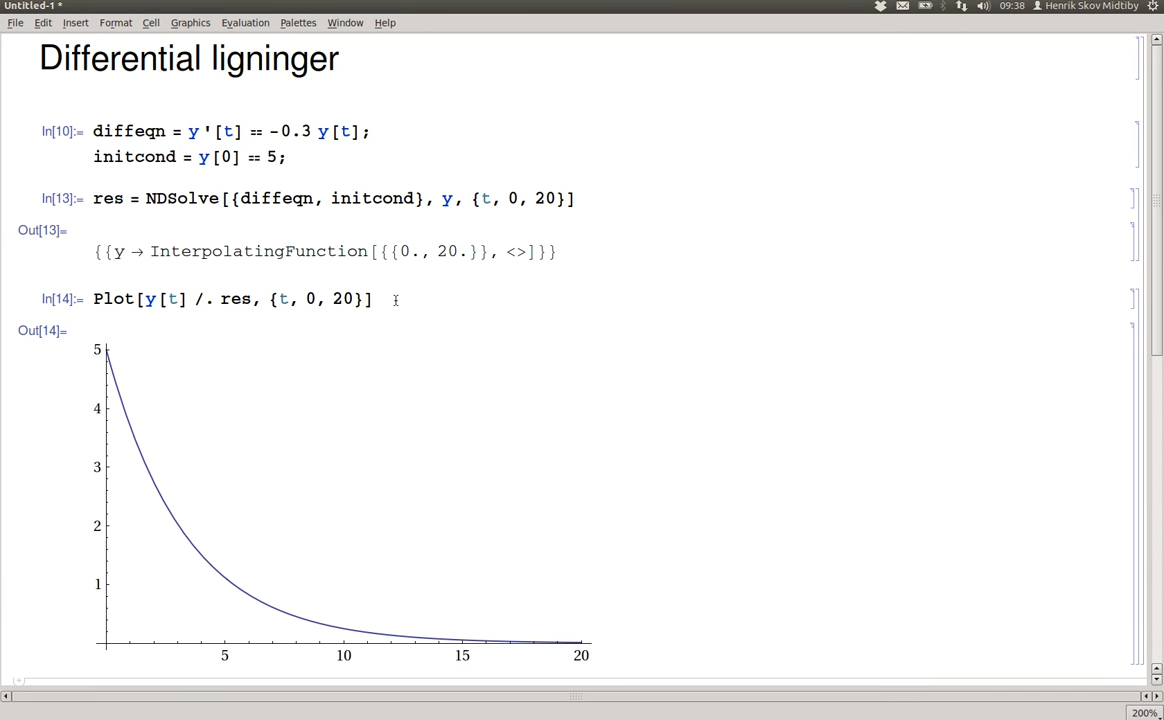 Untitled-1 *
09:38 Henrik Skov Midtiby
File Edit Insert Format Cell Graphics Evaluation Palettes Window Help
Differential ligninger
In[10]:= diffeqn = y '[t] == -0.3 y[t];
initcond = y[0] == 5;
In[13]:= res = NDSolve[{diffeqn, initcond}, y, {t, 0, 20}]
Out[13]=
{{y → InterpolatingFunction[{{0., 20.}}, <>]}}
In[14]:= Plot[y[t] /. res, {t, 0, 20}]
Out[14]=
5
4
3
2
1
5 10 15 20
200%